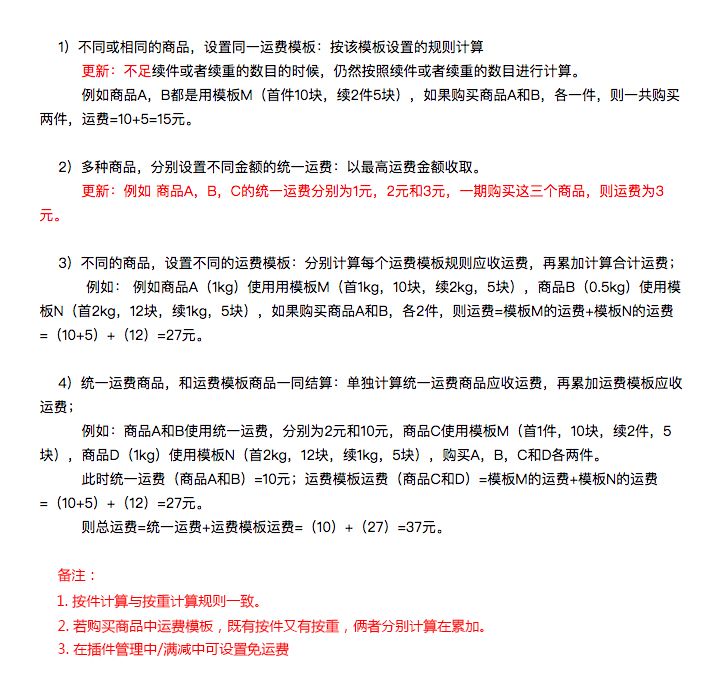 1）不同或相同的商品，设置同一运费模板：按该模板设置的规则计算
更新：不足续件或者续重的数目的时候，仍然按照续件或者续重的数目进行计算。
例如商品A，B都是用模板M（首件10块，续2件5块），如果购买商品A和B，各一件，则一共购买
两件，运费=10+5=15元。
2）多种商品，分别设置不同金额的统一运费：以最高运费金额收取。
更新：例如 商品A，B，C的统一运费分别为1元，2元和3元，一期购买这三个商品，则运费为3
元。
3）不同的商品，设置不同的运费模板：分别计算每个运费模板规则应收运费，再累加计算合计运费；
例如： 例如商品A（1kg）使用用模板M（首1kg，10块，续2kg，5块），商品B（0.5kg）使用模
板N（首2kg，12块，续1kg，5块），如果购买商品A和B，各2件，则运费=模板M的运费+模板N的运费
=（10+5）+（12）=27元。
4）统一运费商品，和运费模板商品一同结算：单独计算统一运费商品应收运费，再累加运费模板应收
运费；
例如：商品A和B使用统一运费，分别为2元和10元，商品C使用模板M（首1件，10块，续2件，5
块），商品D（1kg）使用模板N（首2kg，12块，续1kg，5块），购买A，B，C和D各两件。
此时统一运费（商品A和B）=10元；运费模板运费（商品C和D）=模板M的运费+模板N的运费
=（10+5）+（12）=27元。
则总运费=统一运费+运费模板运费=（10）+（27）=37元。
备注：
1. 按件计算与按重计算规则一致。
2. 若购买商品中运费模板，既有按件又有按重，俩者分别计算在累加。
3. 在插件管理中/满减中可设置免运费